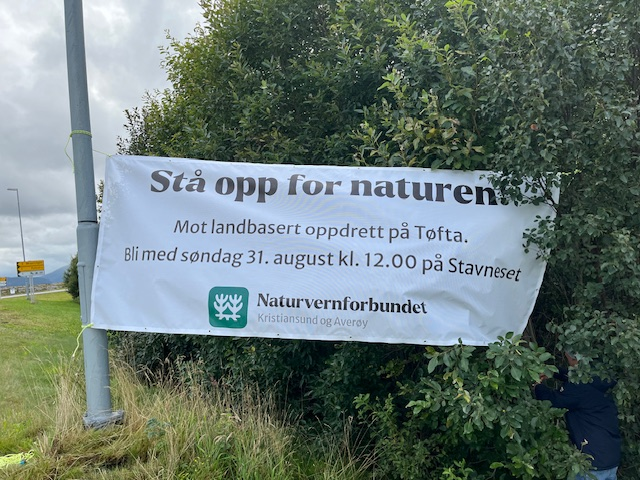 Stå opp for naturen
Mot landbasert oppdrett på Tøfta.
Bli med søndag 31. august kl. 12.00 på Stavneset
Naturvernforbundet
Kristiansund og Averøy